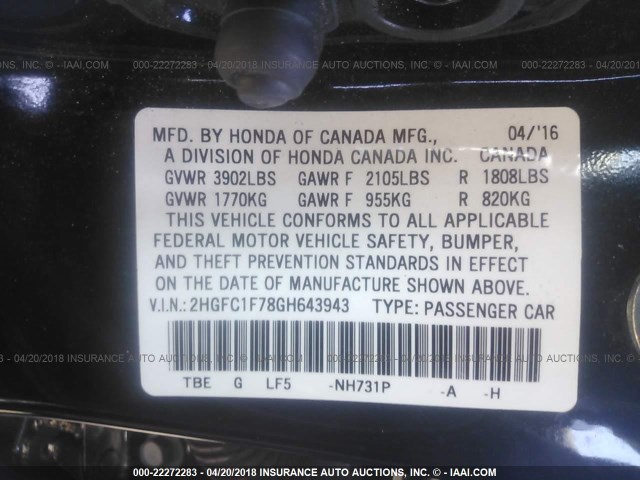 000-22272283 - 04/20/2018 INSURANCE AUTO AUCTIONS, INC. - © - IAAI.COM
MFD. BY HONDA OF CANADA MFG., 04/'16
A DIVISION OF HONDA CANADA INC. CANADA
GVWR 3902LBS GAWR F 2105LBS R 1808LBS
GVWR 1770KG GAWR F 955KG R 820KG
THIS VEHICLE CONFORMS TO ALL APPLICABLE
FEDERAL MOTOR VEHICLE SAFETY, BUMPER,
AND THEFT PREVENTION STANDARDS IN EFFECT
ON THE DATE OF MANUFACTURE SHOWN ABOVE.
V.I.N.: 2HGFC1F78GH643943 TYPE: PASSENGER CAR
TBE G LF5 -NH731P -A -H
000-22272283 - 04/20/2018 INSURANCE AUTO AUCTIONS, INC. - © - IAAI.COM